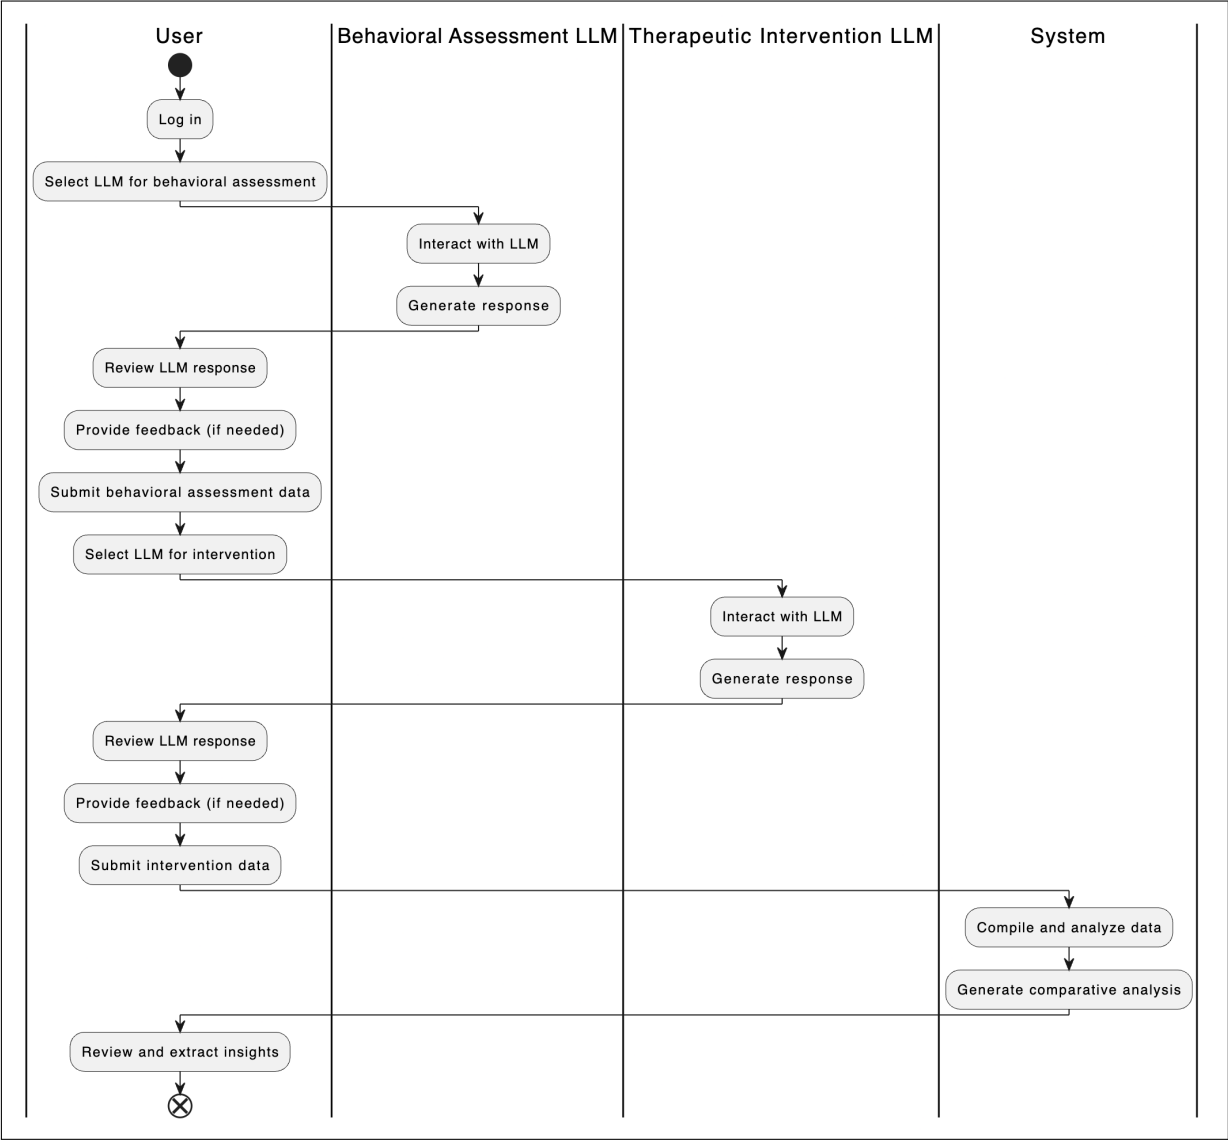 User
Behavioral Assessment LLM
Therapeutic Intervention LLM
System
Log in
Select LLM for behavioral assessment
Interact with LLM
Generate response
Review LLM response
Provide feedback (if needed)
Submit behavioral assessment data
Select LLM for intervention
Interact with LLM
Generate response
Review LLM response
Provide feedback (if needed)
Submit intervention data
Compile and analyze data
Generate comparative analysis
Review and extract insights